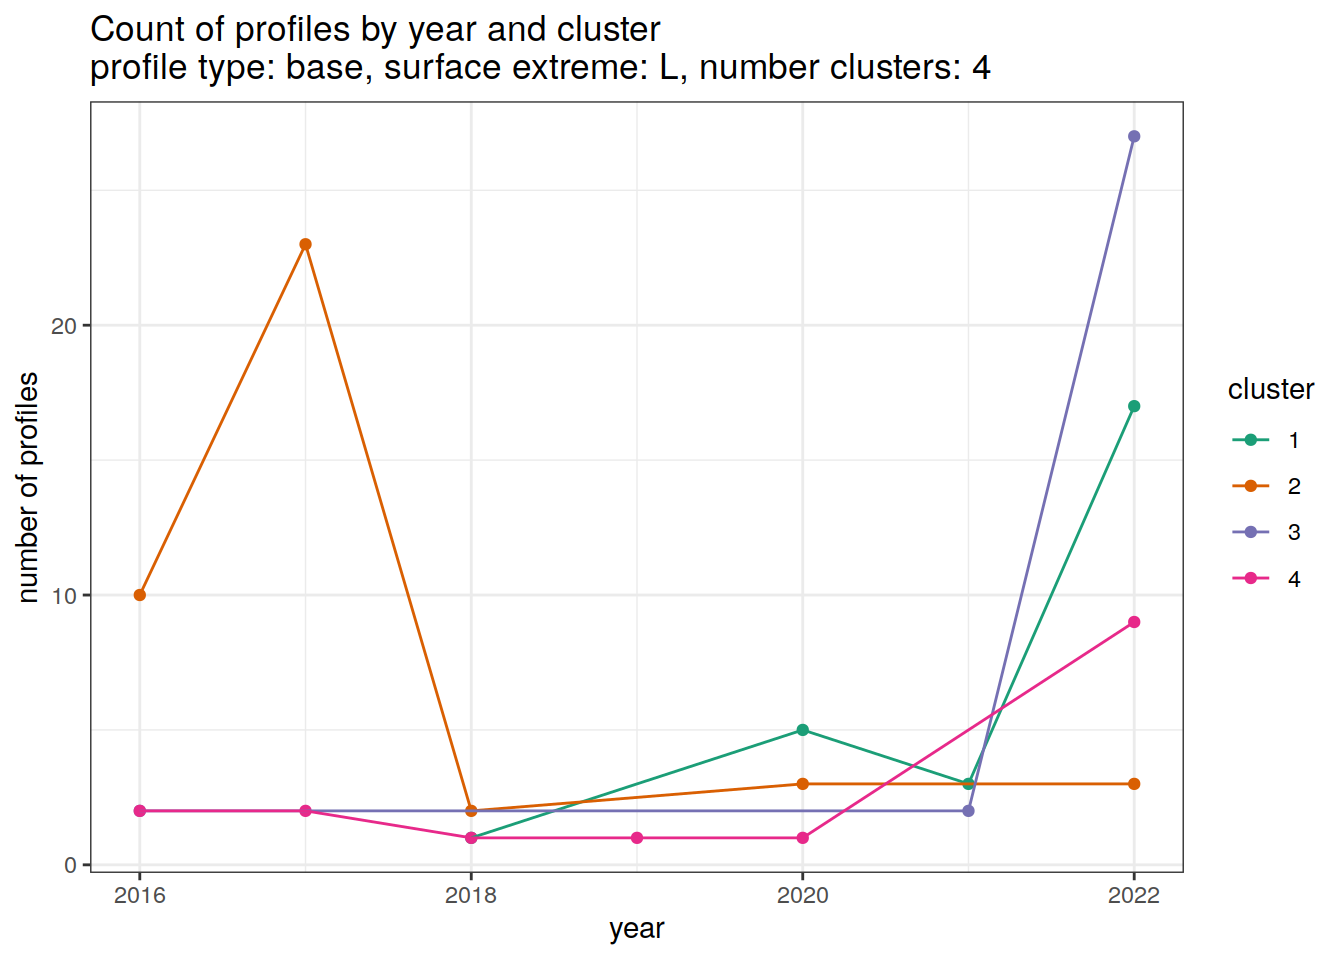 Count of profiles by year and cluster
profile type: base, surface extreme: L, number clusters: 4
number of profiles
20
10
0
2016
2018
2020
2022
year
cluster
1
2
3
4